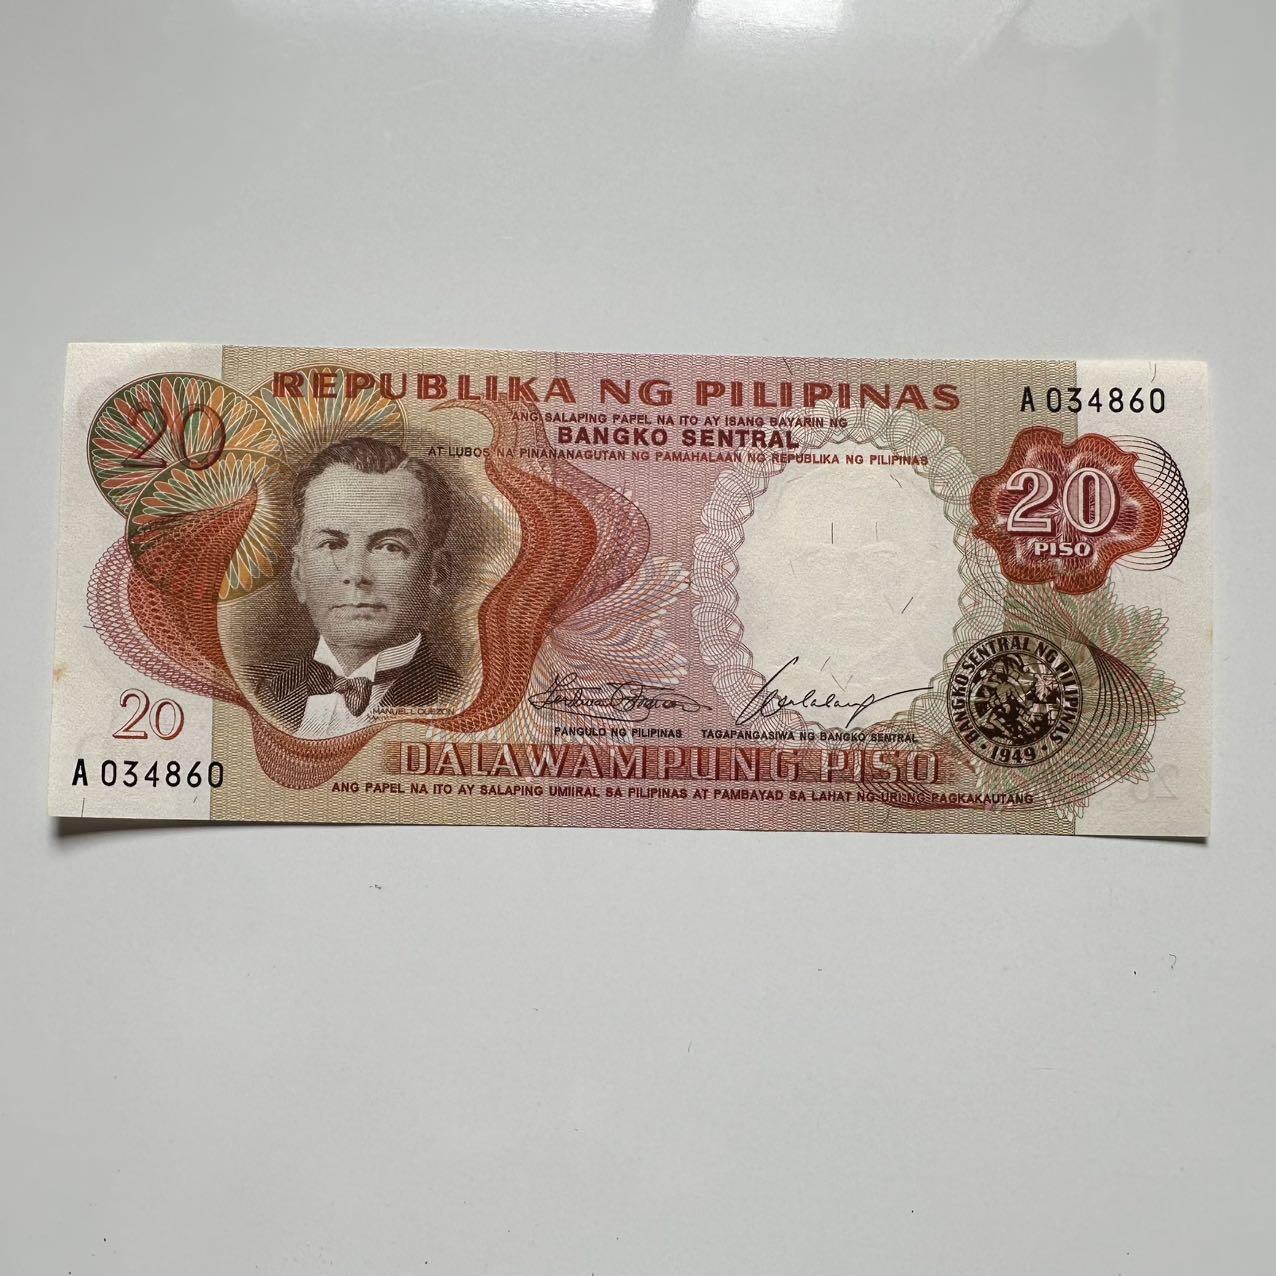 20
REPUBLIKA NG PILIPINAS
A 034860
ANG SALAPING PAPEL NA ITO AY ISANG BAYARIN NG
BANGKO SENTRAL
AT LUBOS NA PINANANAGUTAN NG PAMAHALAAN NG REPUBLIKA NG PILIPINAS
20
PISO
BANGKO SENTRAL NG PILIPINAS
1949
MANUEL L. QUEZON
20
PANGULO NG PILIPINAS TAGAPANGASIWA NG BANGKO SENTRAL
DALAWAMPUNG PISO
A 034860
ANG PAPEL NA ITO AY SALAPING UMIIRAL SA PILIPINAS AT PAMBAYAD SA LAHAT NG URI NG PAGKAKAUTANG